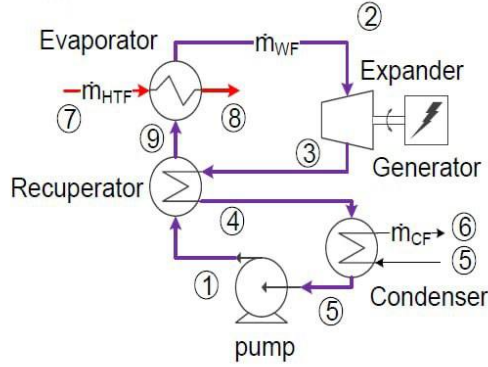 ②
Evaporator
ṁWF
Expander
ṁHTF
⑦
⑧
⑨
③
Generator
Recuperator
④
ṁCF
⑥
⑤
①
⑤
Condenser
pump